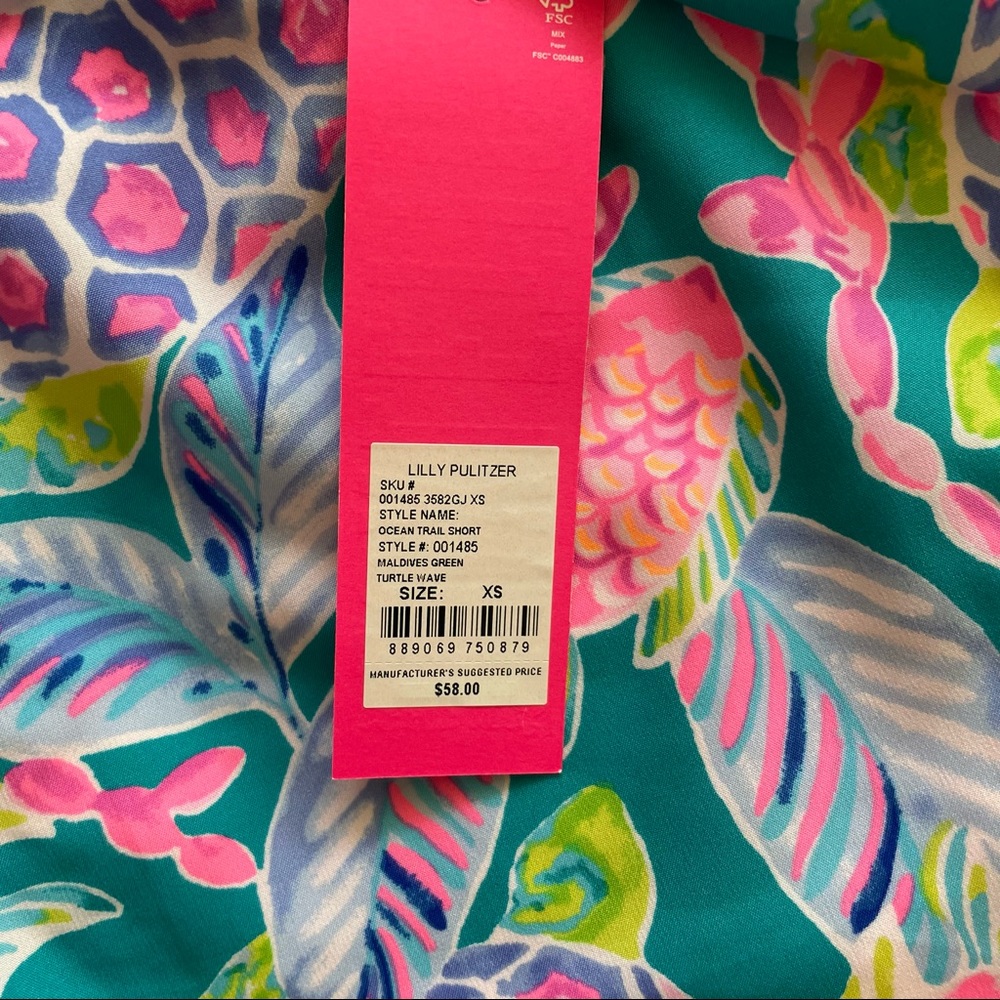 FSC
MIX
Paper
FSC® C004883
LILLY PULITZER
SKU #
001485 3582GJ XS
STYLE NAME:
OCEAN TRAIL SHORT
STYLE #: 001485
MALDIVES GREEN
TURTLE WAVE
SIZE: XS
889069 750879
MANUFACTURER'S SUGGESTED PRICE
$58.00